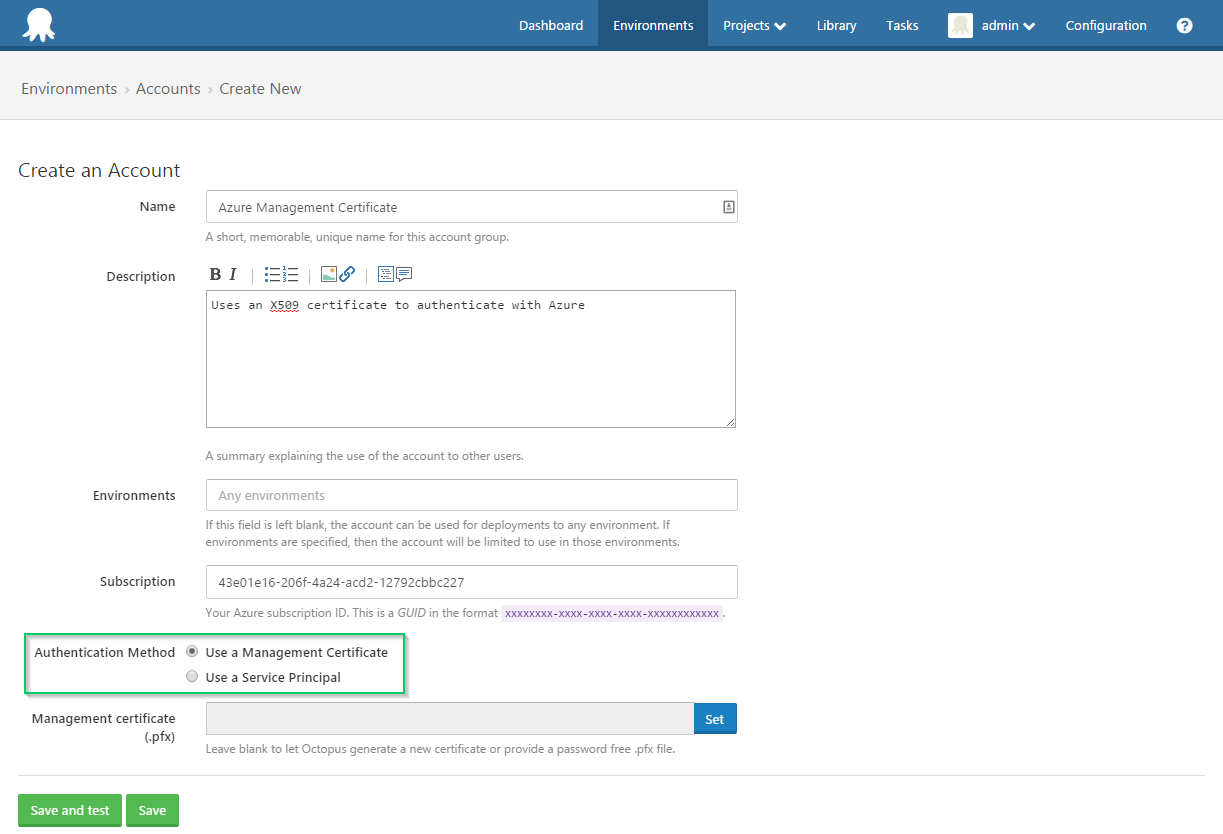 Dashboard Environments Projects Library Tasks admin Configuration ?
Environments › Accounts › Create New
Create an Account
Name Azure Management Certificate
A short, memorable, unique name for this account group.
Description B I
Uses an X509 certificate to authenticate with Azure
A summary explaining the use of the account to other users.
Environments Any environments
If this field is left blank, the account can be used for deployments to any environment. If
environments are specified, then the account will be limited to use in those environments.
Subscription 43e01e16-206f-4a24-acd2-12792cbbc227
Your Azure subscription ID. This is a GUID in the format xxxxxxxx-xxxx-xxxx-xxxx-xxxxxxxxxxxx.
Authentication Method Use a Management Certificate
Use a Service Principal
Management certificate
(.pfx)
Set
Leave blank to let Octopus generate a new certificate or provide a password free .pfx file.
Save and test Save